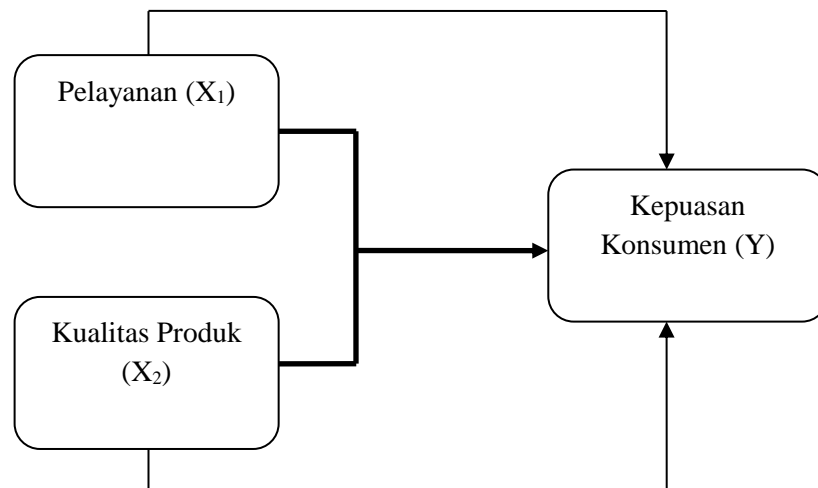 Pelayanan (X₁)
Kepuasan
Konsumen (Y)
Kualitas Produk
(X₂)